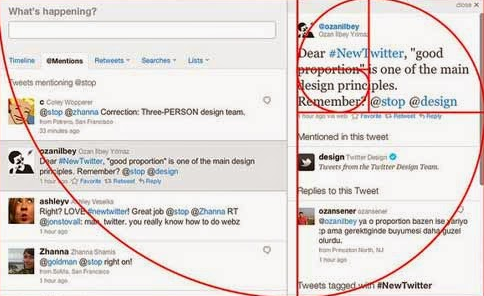 What's happening?
Timeline @Mentions Retweets Searches Lists
Tweets mentioning @stop
c Corey Wopperer
@stop @zhanna Correction: Three-PERSON design team.
from Potrero, San Francisco
33 minutes ago
ozanilbey Ozan Ilbey Yılmaz
Dear #NewTwitter, "good proportion" is one of the main design
principles. Remember? @stop @design
1 hour ago Favorite Retweet Reply
ashleyv Ashley
Right? LOVE #newtwitter! Great job @stop @Zhanna RT
@jonstovall: man, twitter, you really know how to do webz
1 hour ago
Zhanna Zhanna Shamis
@goldman @stop right on!
from SoMa, San Francisco
1 hour ago
close ×
@ozanilbey
Ozan Ilbey Yılmaz
Dear #NewTwitter, "good
proportion" is one of the main
design principles.
Remember? @stop @design
1 hour ago via web Favorite Retweet Reply
Mentioned in this tweet
design Twitter Design
Tweets from the Twitter Design Team.
Replies to this Tweet
@ozanilbey ya o proportion bazen ise yariyo
:p ama gerektiginde buyumesi daha guzel
olurdu.
from Princeton North, NJ
1 hour ago
ozansener ozansener
Tweets tagged with #NewTwitter